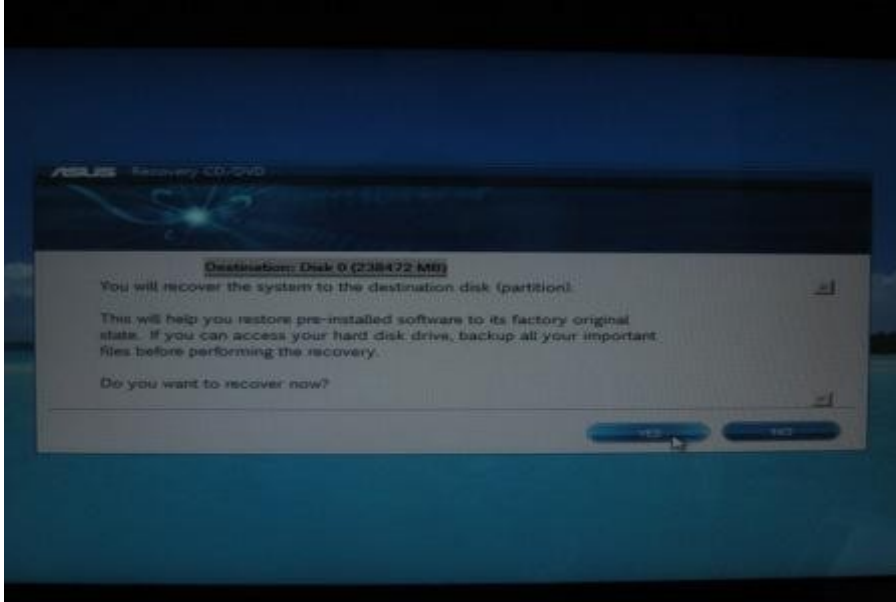 ASUS Recovery CD/DVD
Destination: Disk 0 (238472 MB)
You will recover the system to the destination disk (partition).
This will help you restore pre-installed software to its factory original
state. If you can access your hard disk drive, backup all your important
files before performing the recovery.
Do you want to recover now?
YES NO